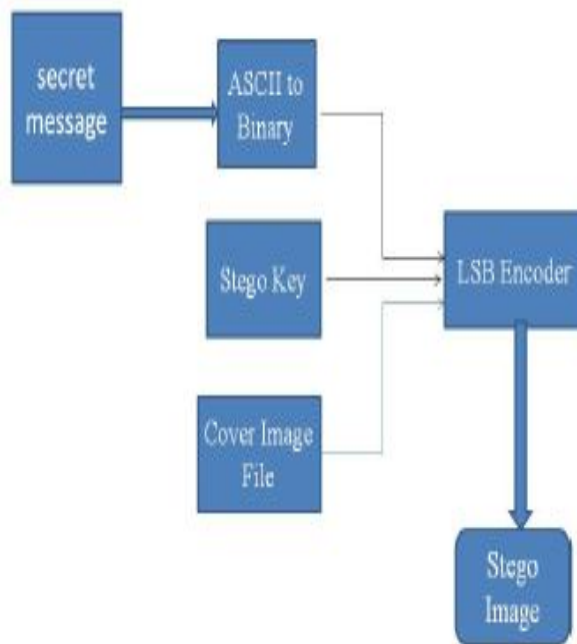 secret
message
ASCII to
Binary
Stego Key
LSB Encoder
Cover Image
File
Stego
Image